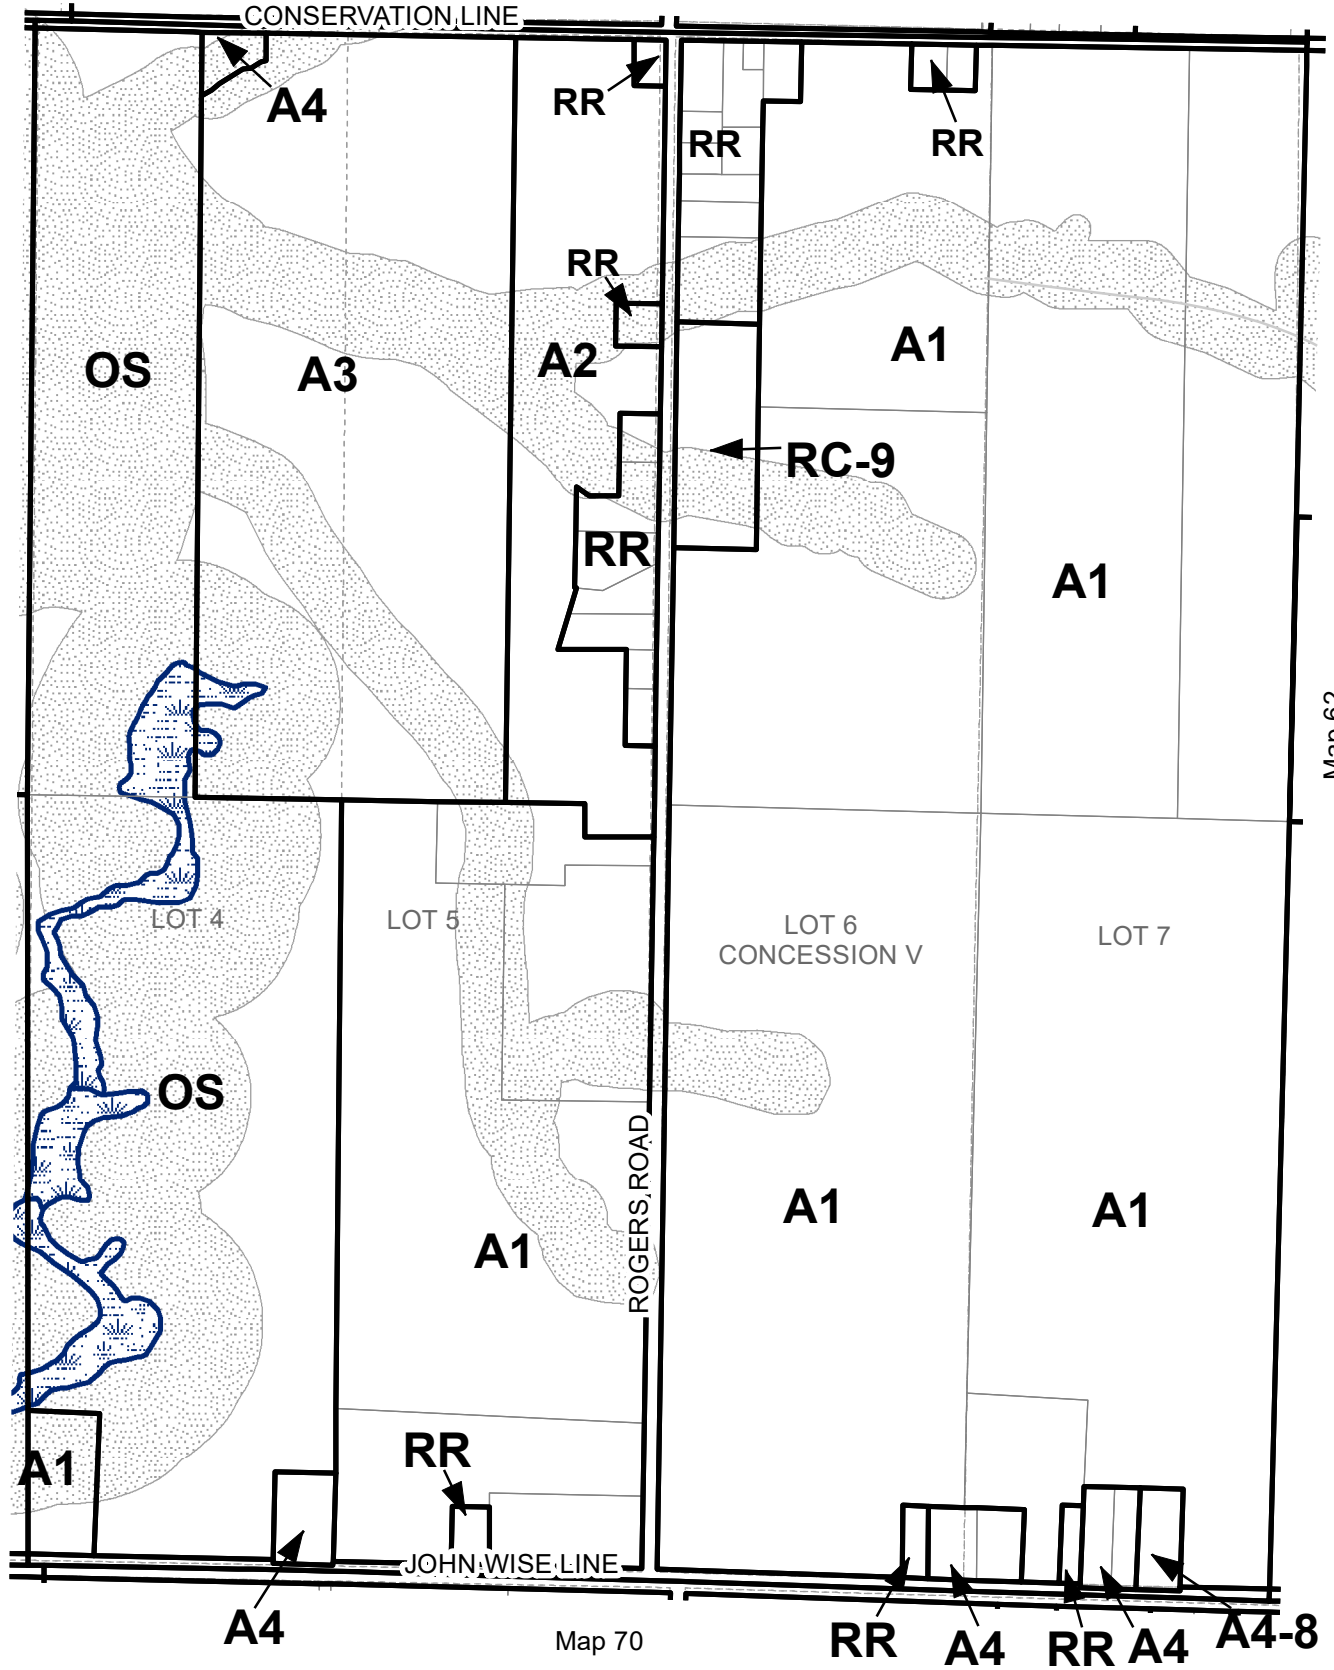 CONSERVATION LINE
A4
RR
RR
RR
RR
OS
A3
A2
A1
RC-9
RR
A1
Map 62
LOT 4
LOT 5
LOT 6
CONCESSION V
LOT 7
OS
ROGERS ROAD
A1
A1
A1
A1
RR
JOHN WISE LINE
A4
Map 70
RR
A4
RR
A4
A4-8